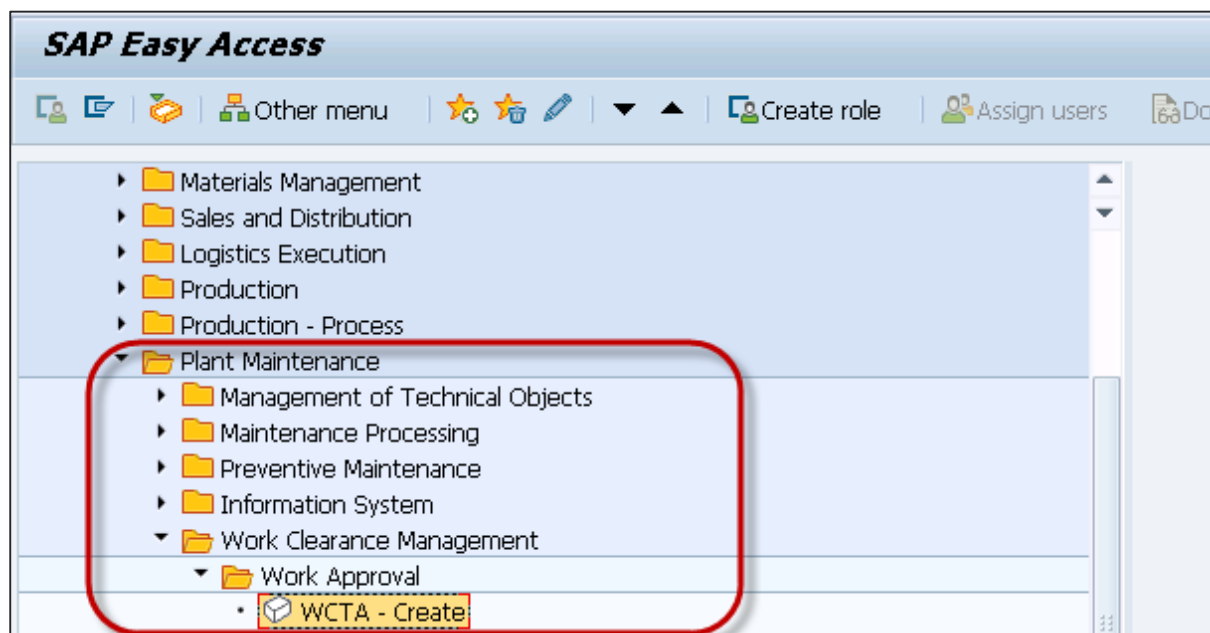 SAP Easy Access
Other menu Create role Assign users Do
Materials Management
Sales and Distribution
Logistics Execution
Production
Production - Process
Plant Maintenance
Management of Technical Objects
Maintenance Processing
Preventive Maintenance
Information System
Work Clearance Management
Work Approval
WCTA - Create